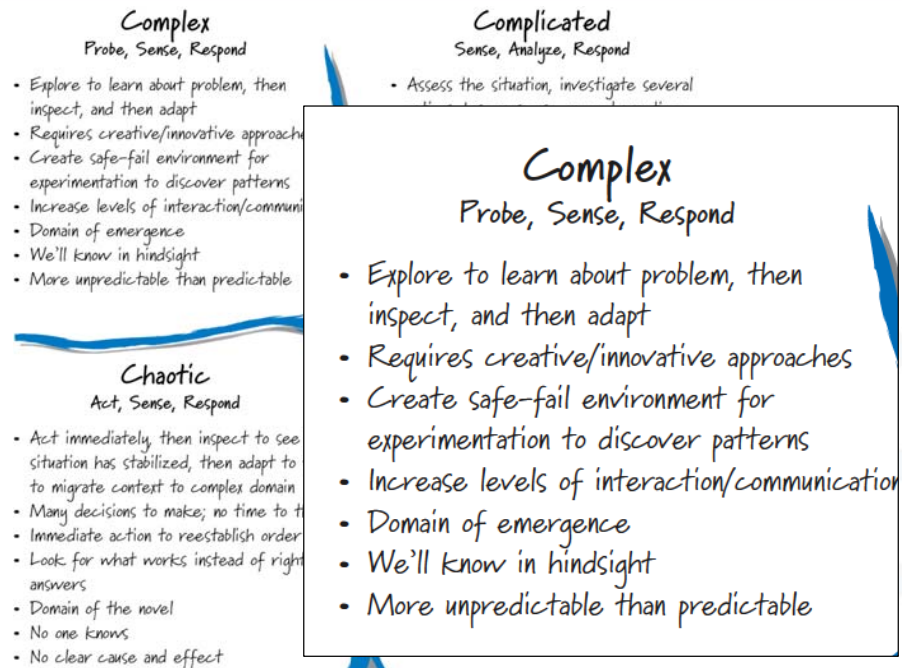 Complex
Probe, Sense, Respond
• Explore to learn about problem, then
inspect, and then adapt
• Requires creative/innovative
• Create safe-fail environment for
experimentation to discover patterns
• Increase levels of
• Domain of emergence
• We'll know in hindsight
• More unpredictable than predictable
Complicated
Sense, Analyze, Respond
• Assess the situation, investigate several
Chaotic
Act, Sense, Respond
• Act immediately, then inspect to see
situation has stabilized, then adapt to
to migrate context to complex domain
• Many decisions to make; no time to
• Immediate action to reestablish order
• Look for what works instead of right
answers
• Domain of the novel
• No one knows
• No clear cause and effect
Complex
Probe, Sense, Respond
• Explore to learn about problem, then
inspect, and then adapt
• Requires creative/innovative approaches
• Create safe-fail environment for
experimentation to discover patterns
• Increase levels of interaction/communication
• Domain of emergence
• We'll know in hindsight
• More unpredictable than predictable